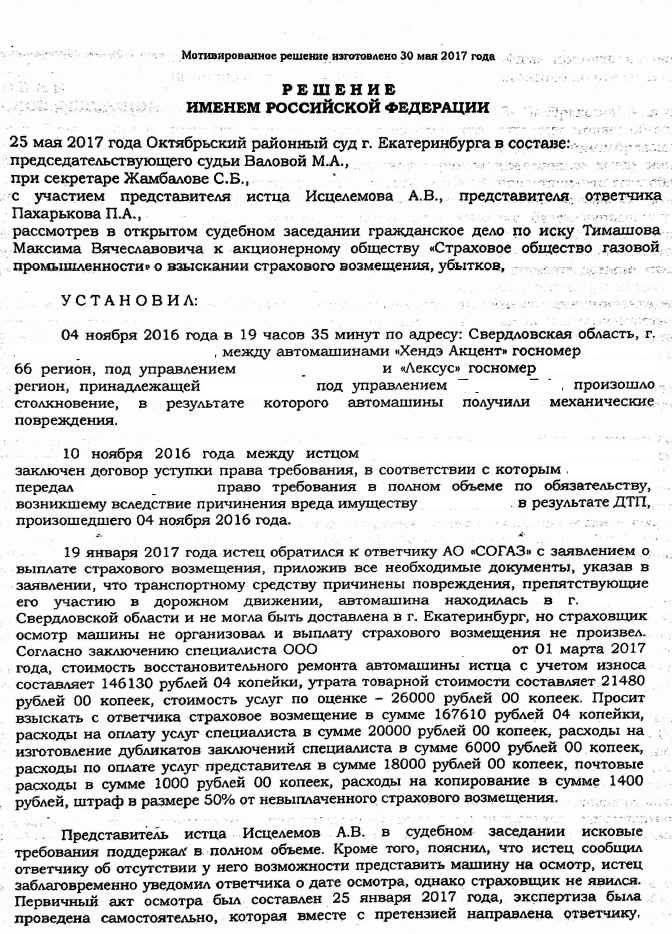 Мотивированное решение изготовлено 30 мая 2017 года
Р Е Ш Е Н И Е
ИМЕНЕМ РОССИЙСКОЙ ФЕДЕРАЦИИ
25 мая 2017 года Октябрьский районный суд г. Екатеринбурга в составе:
председательствующего судьи Валовой М.А.,
при секретаре Жамбалове С.Б.,
с участием представителя истца Исцелемова А.В., представителя ответчика
Пахарькова П.А.,
рассмотрев в открытом судебном заседании гражданское дело по иску Тимашова
Максима Вячеславовича к акционерному обществу «Страховое общество газовой
промышленности» о взыскании страхового возмещения, убытков,
У С Т А Н О В И Л:
04 ноября 2016 года в 19 часов 35 минут по адресу: Свердловская область, г.
, между автомашинами «Хендэ Акцент» госномер
66 регион, под управлением и «Лексус» госномер
регион, принадлежащей под управлением , произошло
столкновение, в результате которого автомашины получили механические
повреждения.
10 ноября 2016 года между истцом
заключен договор уступки права требования, в соответствии с которым
передал право требования в полном объеме по обязательству,
возникшему вследствие причинения вреда имуществу в результате ДТП,
произошедшего 04 ноября 2016 года.
19 января 2017 года истец обратился к ответчику АО «СОГАЗ» с заявлением о
выплате страхового возмещения, приложив все необходимые документы, указав в
заявлении, что транспортному средству причинены повреждения, препятствующие
его участию в дорожном движении, автомашина находилась в г.
Свердловской области и не могла быть доставлена в г. Екатеринбург, но страховщик
осмотр машины не организовал и выплату страхового возмещения не произвел.
Согласно заключению специалиста ООО от 01 марта 2017
года, стоимость восстановительного ремонта автомашины истца с учетом износа
составляет 146130 рублей 04 копейки, утрата товарной стоимости составляет 21480
рублей 00 копеек, стоимость услуг по оценке – 26000 рублей 00 копеек. Просит
взыскать с ответчика страховое возмещение в сумме 167610 рублей 04 копейки,
расходы на оплату услуг специалиста в сумме 20000 рублей 00 копеек, расходы на
изготовление дубликатов заключений специалиста в сумме 6000 рублей 00 копеек,
расходы по оплате услуг представителя в сумме 18000 рублей 00 копеек, почтовые
расходы в сумме 1000 рублей 00 копеек, расходы на копирование в сумме 1400
рублей, штраф в размере 50% от невыплаченного страхового возмещения.
Представитель истца Исцелемов А.В. в судебном заседании исковые
требования поддержал в полном объеме. Кроме того, пояснил, что истец сообщил
ответчику об отсутствии у него возможности представить машину на осмотр, истец
заблаговременно уведомил ответчика о дате осмотра, однако страховщик не явился.
Первичный акт осмотра был составлен 25 января 2017 года, экспертиза была
проведена самостоятельно, которая вместе с претензией направлена ответчику.